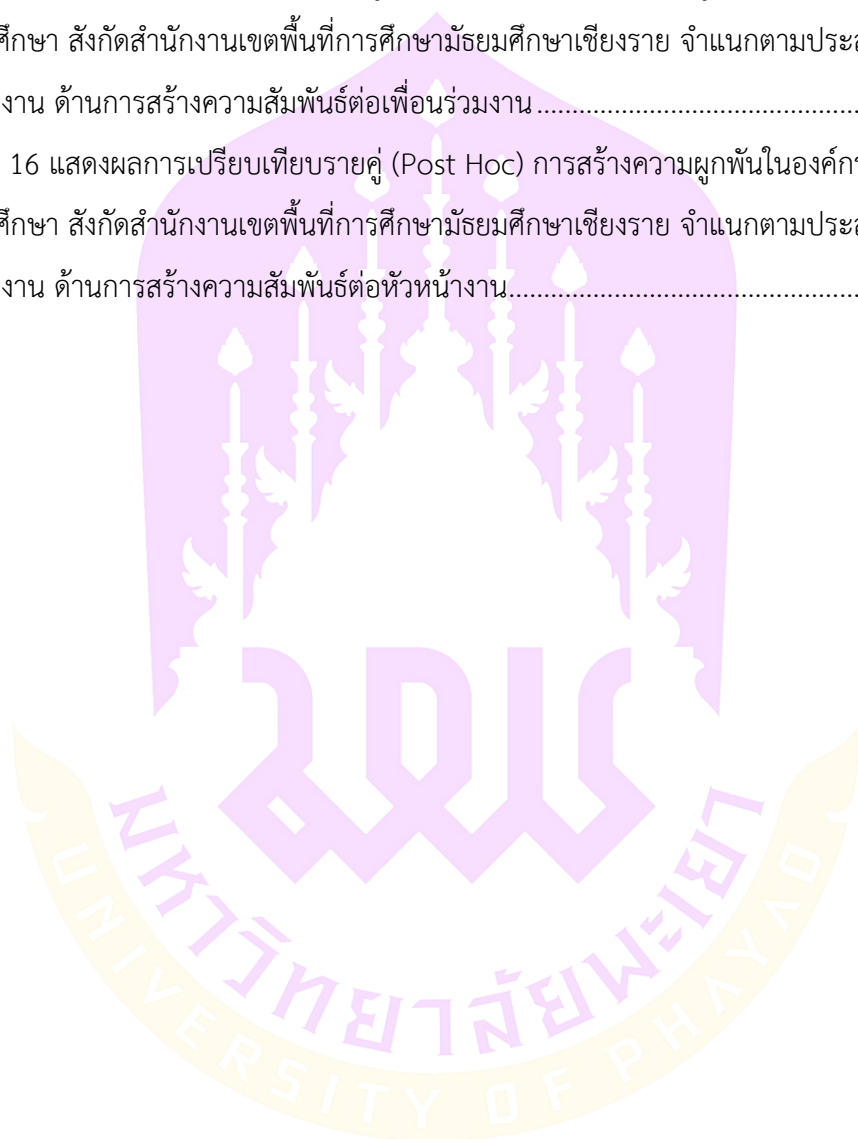 ศึกษา สังกัดสำนักงานเขตพื้นที่การศึกษามัธยมศึกษาเชียงราย จำแนกตาม
งาน ด้านการสร้างความสัมพันธ์ต่อเพื่อนร่วมงาน
16 แสดงผลการเปรียบเทียบรายคู่ (Post Hoc) การสร้างความผูกพันในองค์กร
ศึกษา สังกัดสำนักงานเขตพื้นที่การศึกษามัธยมศึกษาเชียงราย จำแนกตาม
งาน ด้านการสร้างความสัมพันธ์ต่อหัวหน้างาน
มหาวิทยาลัยพะเยา
UNIVERSITY OF PHAYAO